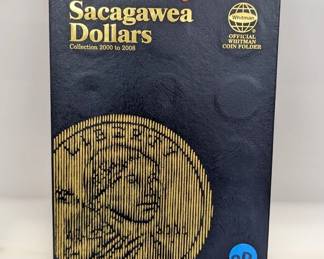 Sacagawea
Dollars
Collection 2000 to 2008
Whitman
OFFICIAL
WHITMAN
COIN FOLDER
LIBERTY